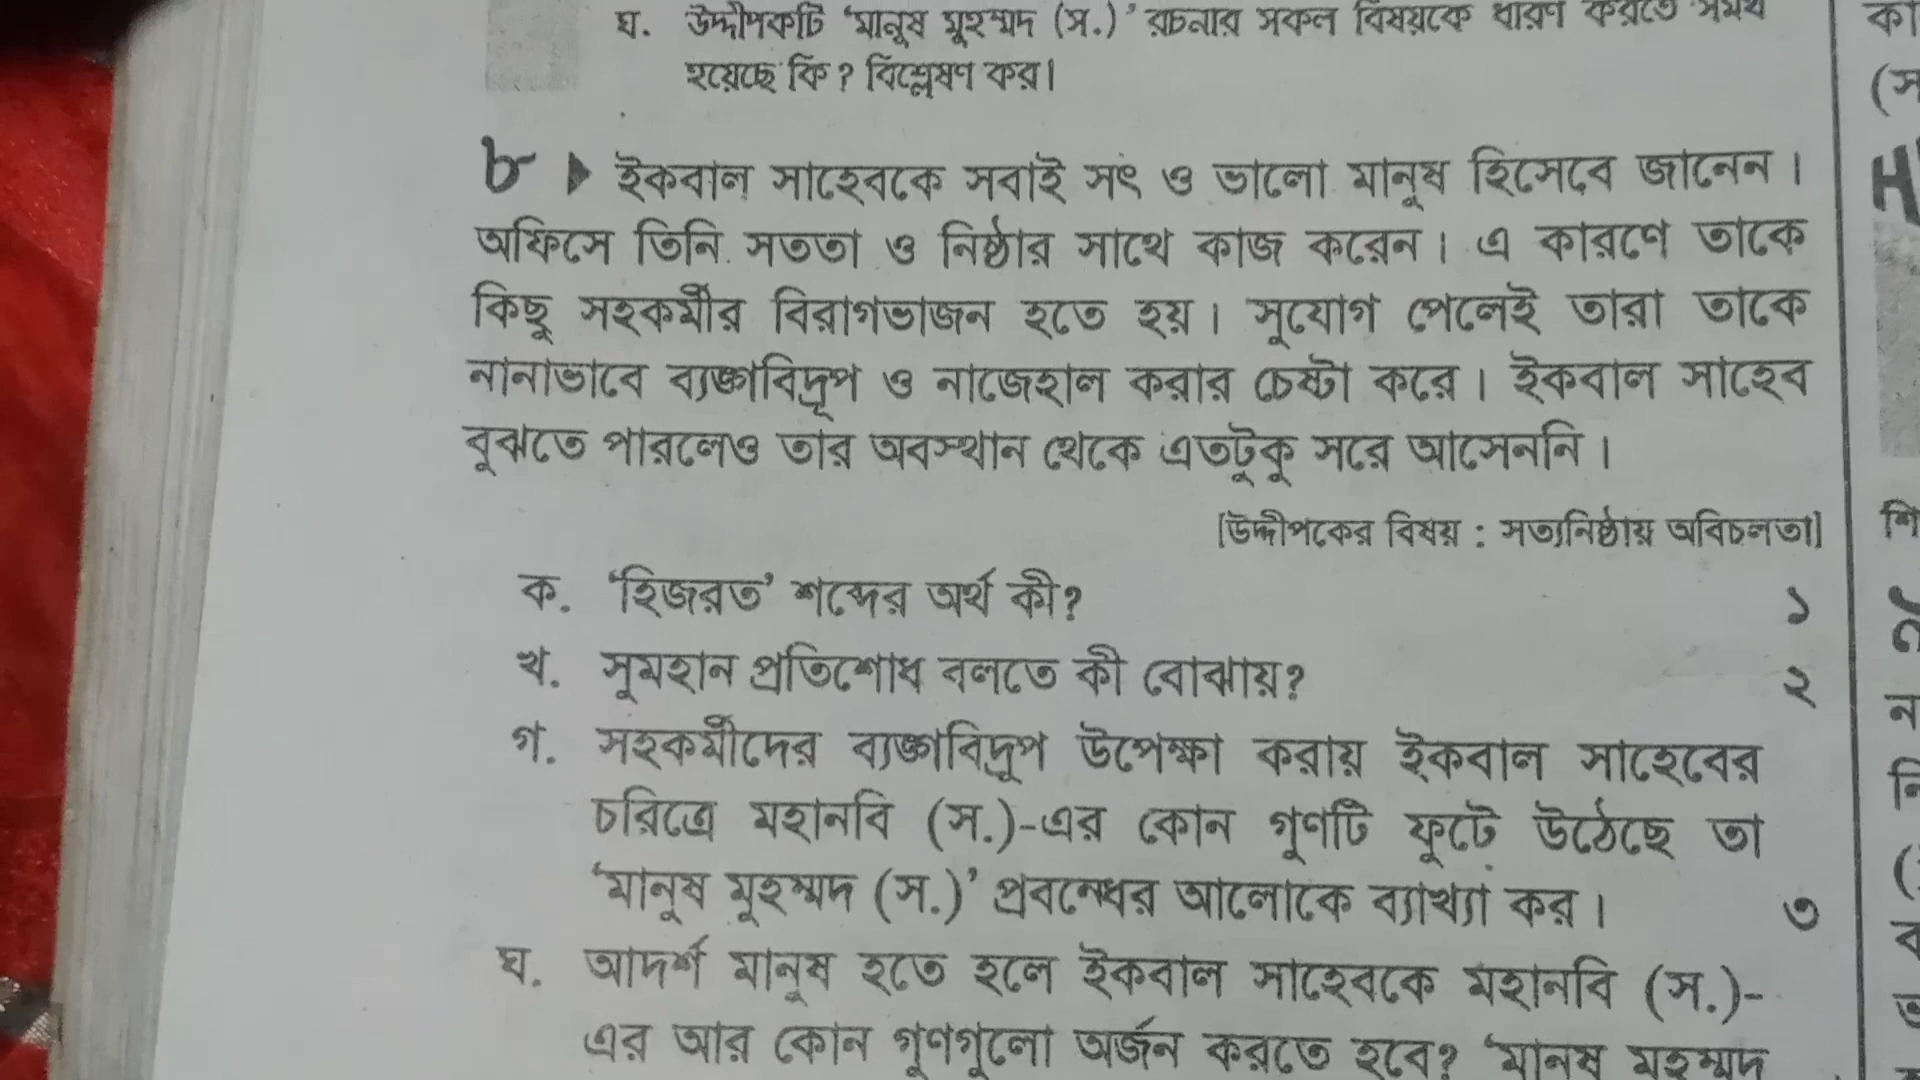 ঘ. উদ্দীপকটি ‘মানুষ মুহম্মদ (স.)’ রচনার সকল বিষয়কে ধারণ করতে সমর্থ
হয়েছে কি? বিশ্লেষণ কর।
৮ ▶ ইকবাল সাহেবকে সবাই সৎ ও ভালো মানুষ হিসেবে জানেন।
অফিসে তিনি সততা ও নিষ্ঠার সাথে কাজ করেন। এ কারণে তাকে
কিছু সহকর্মীর বিরাগভাজন হতে হয়। সুযোগ পেলেই তারা তাকে
নানাভাবে ব্যঙ্গবিদ্রূপ ও নাজেহাল করার চেষ্টা করে। ইকবাল সাহেব
বুঝতে পারলেও তার অবস্থান থেকে এতটুকু সরে আসেননি।
[উদ্দীপকের বিষয় : সত্যনিষ্ঠায় অবিচলতা]
ক. ‘হিজরত’ শব্দের অর্থ কী? ১
খ. সুমহান প্রতিশোধ বলতে কী বোঝায়? ২
গ. সহকর্মীদের ব্যঙ্গবিদ্রুপ উপেক্ষা করায় ইকবাল সাহেবের
চরিত্রে মহানবি (স.)-এর কোন গুণটি ফুটে উঠেছে তা
‘মানুষ মুহম্মদ (স.)’ প্রবন্ধের আলোকে ব্যাখ্যা কর। ৩
ঘ. আদর্শ মানুষ হতে হলে ইকবাল সাহেবকে মহানবি (স.)-
এর আর কোন গুণগুলো অর্জন করতে হবে? ‘মানুষ মুহম্মদ